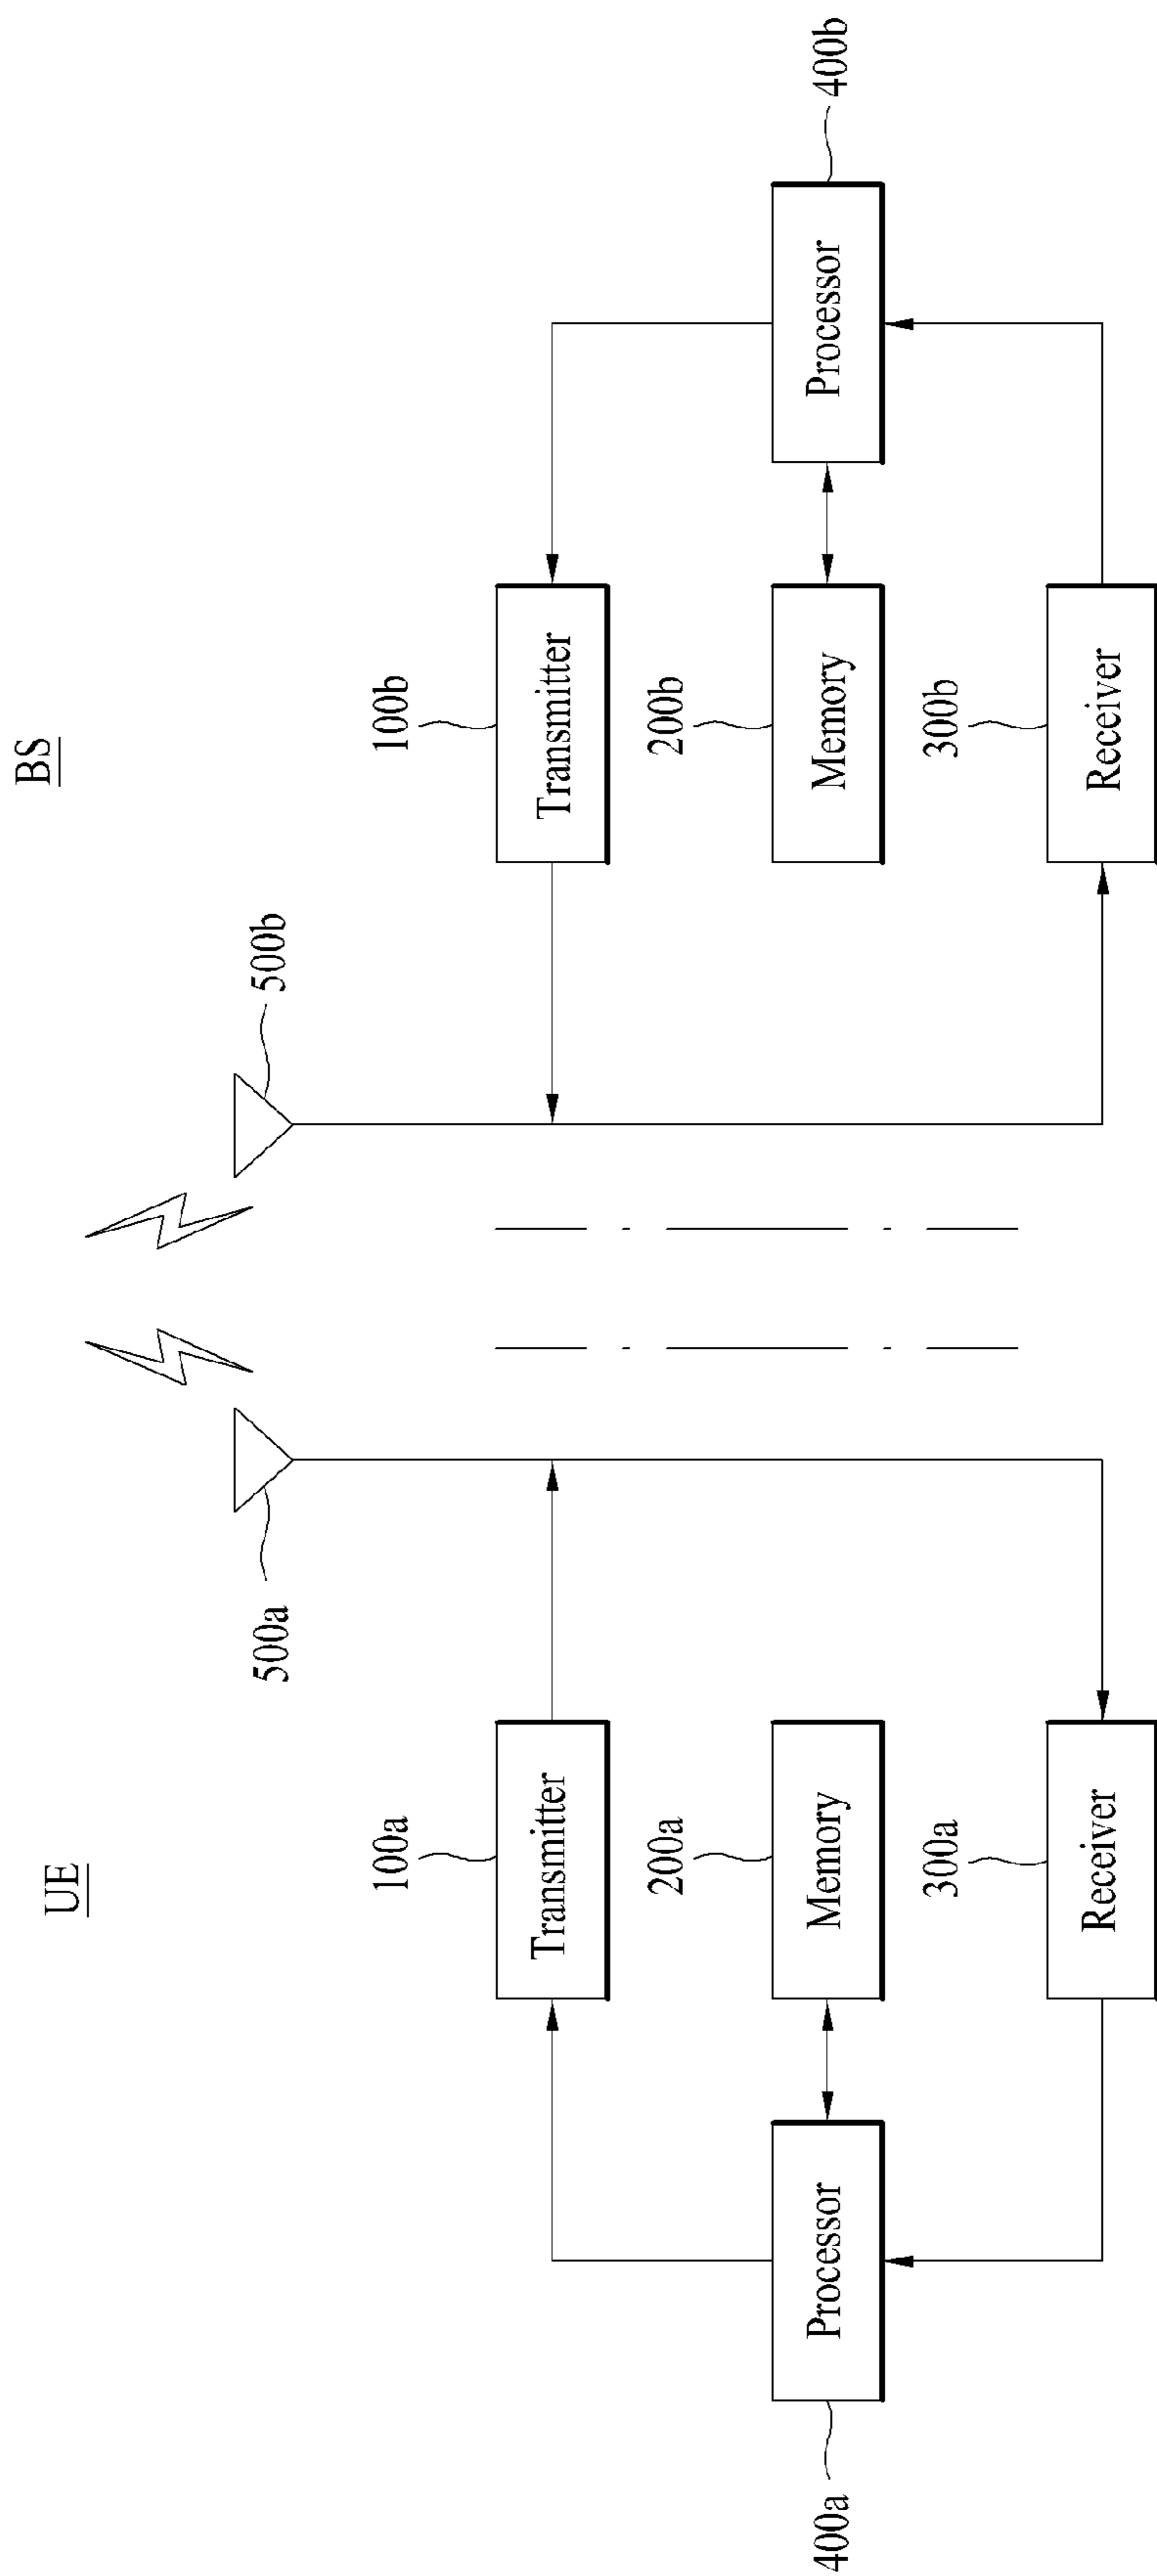 UE
BS
500a
500b
100a
Transmitter
100b
Transmitter
400a
Processor
200a
Memory
200b
Memory
Processor
400b
300a
Receiver
300b
Receiver